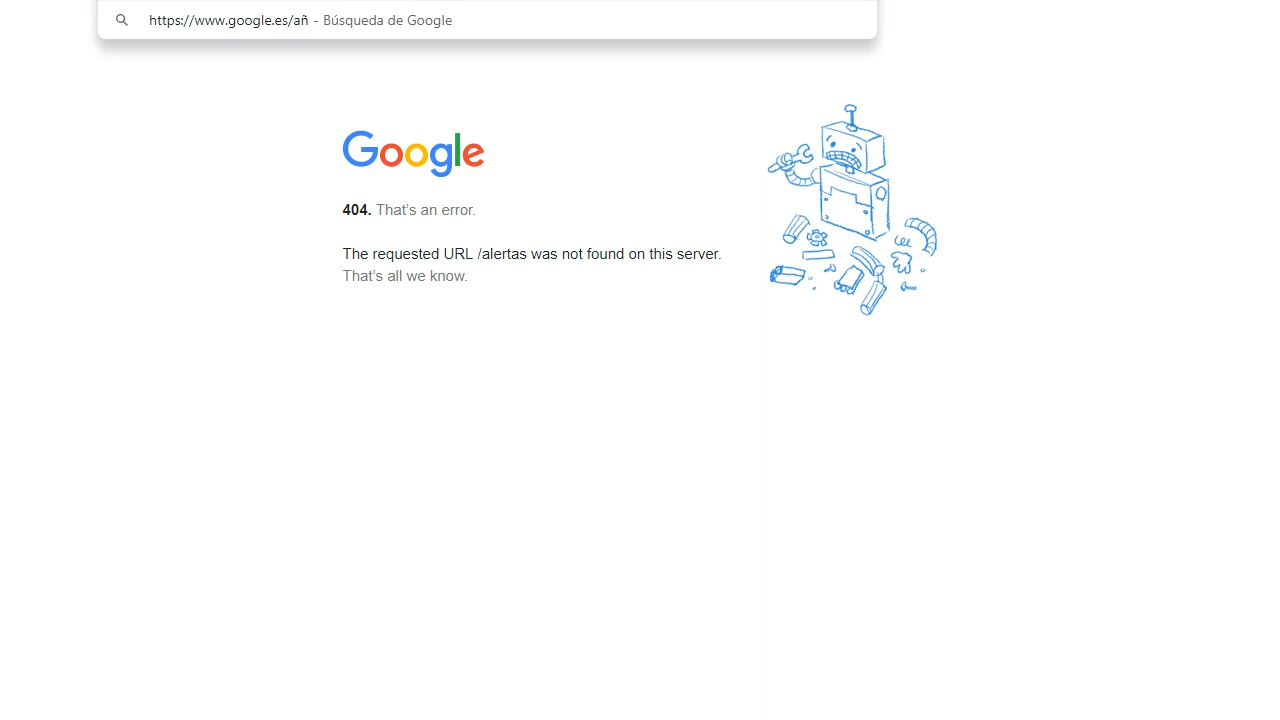 https://www.google.es/añ - Búsqueda de Google
Google
404. That's an error.
The requested URL /alertas was not found on this server.
That's all we know.